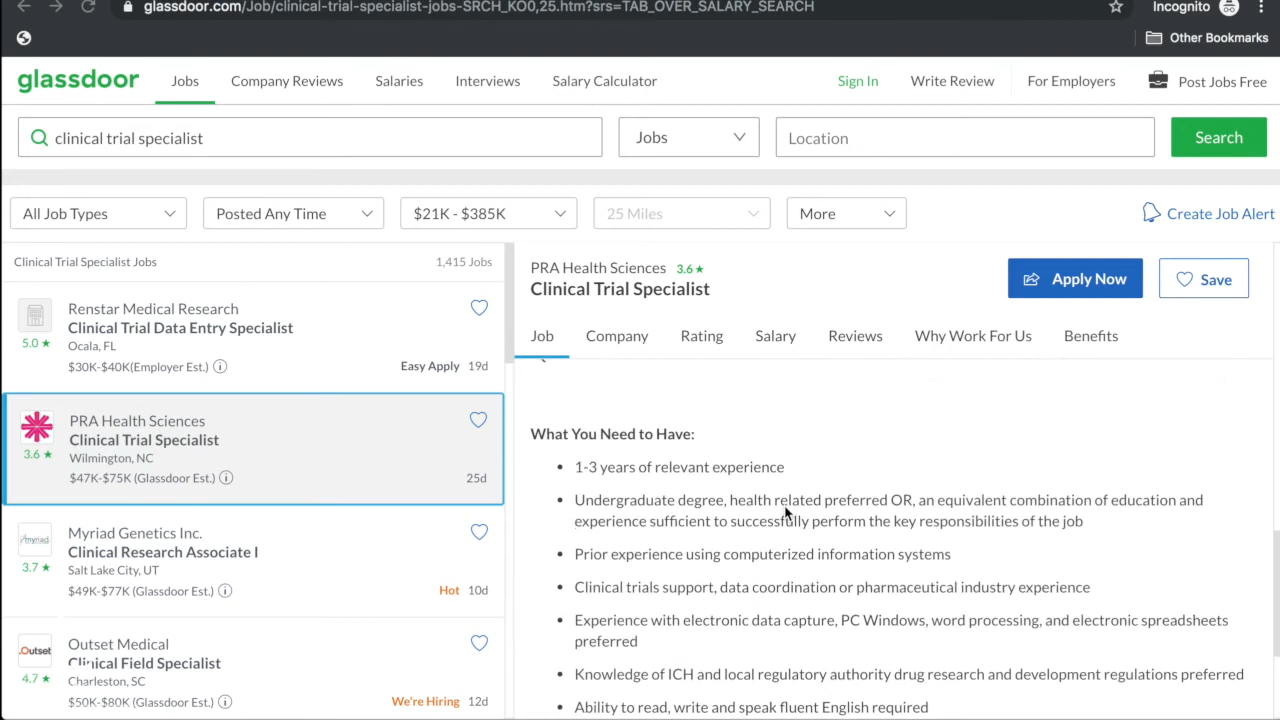 glassdoor.com/Job/clinical-trial-specialist-jobs-SRCH_KO0,25.htm?srs=TAB_OVER_SALARY_SEARCH
Incognito
Other Bookmarks
glassdoor
Jobs
Company Reviews
Salaries
Interviews
Salary Calculator
Sign In
Write Review
For Employers
Post Jobs Free
clinical trial specialist
Jobs
Location
Search
All Job Types
Posted Any Time
$21K - $385K
25 Miles
More
Create Job Alert
Clinical Trial Specialist Jobs
1,415 Jobs
Renstar Medical Research
Clinical Trial Data Entry Specialist
5.0 ★
Ocala, FL
$30K-$40K(Employer Est.)
Easy Apply 19d
PRA Health Sciences
Clinical Trial Specialist
3.6 ★
Wilmington, NC
$47K-$75K (Glassdoor Est.)
25d
Myriad Genetics Inc.
myriad
Clinical Research Associate I
3.7 ★
Salt Lake City, UT
$49K-$77K (Glassdoor Est.)
Hot 10d
Outset Medical
Outset
Clinical Field Specialist
4.7 ★
Charleston, SC
$50K-$80K (Glassdoor Est.)
We're Hiring 12d
PRA Health Sciences 3.6 ★
Clinical Trial Specialist
Apply Now
Save
Job
Company
Rating
Salary
Reviews
Why Work For Us
Benefits
What You Need to Have:
• 1-3 years of relevant experience
• Undergraduate degree, health related preferred OR, an equivalent combination of education and
experience sufficient to successfully perform the key responsibilities of the job
• Prior experience using computerized information systems
• Clinical trials support, data coordination or pharmaceutical industry experience
• Experience with electronic data capture, PC Windows, word processing, and electronic spreadsheets
preferred
• Knowledge of ICH and local regulatory authority drug research and development regulations preferred
• Ability to read, write and speak fluent English required